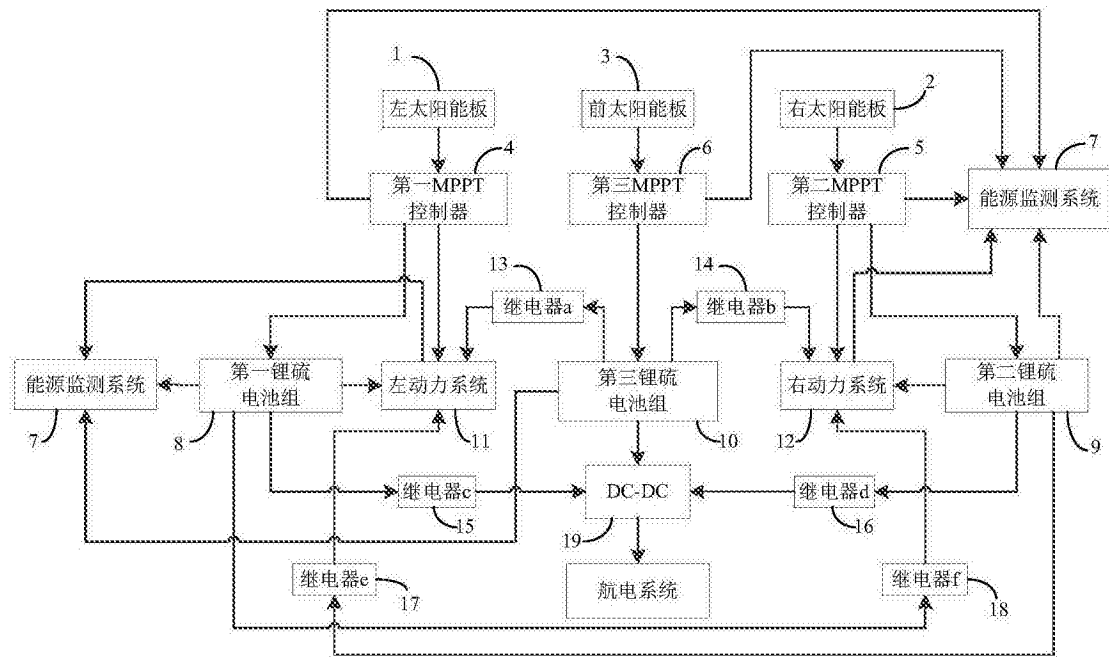 1
3
2
左太阳能板
前太阳能板
右太阳能板
4
6
5
7
第一MPPT
控制器
第三MPPT
控制器
第二MPPT
控制器
能源监测系统
13
14
继电器a
继电器b
能源监测系统
第一锂硫
电池组
左动力系统
第三锂硫
电池组
右动力系统
第二锂硫
电池组
7
8
11
10
12
9
继电器c
DC-DC
继电器d
15
19
16
继电器e
航电系统
继电器f
17
18